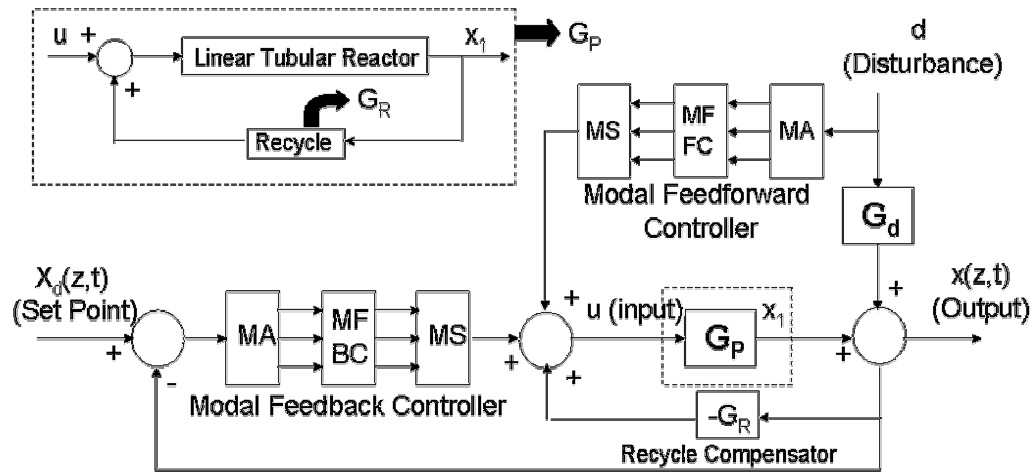 u
+
+
Linear Tubular Reactor
x1
GP
GR
Recycle
d
(Disturbance)
MS
MF
FC
MA
Modal Feedforward
Controller
Gd
Xd(z,t)
(Set Point)
+
-
MA
MF
BC
MS
Modal Feedback Controller
+
+
+
u (input)
x1
Gp
+
+
x(z,t)
(Output)
-GR
Recycle Compensator